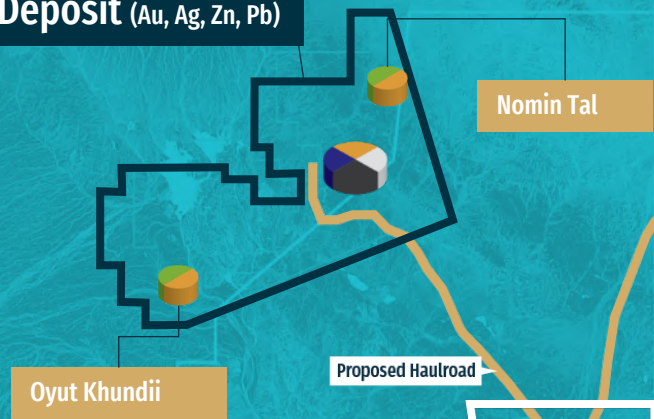 Deposit (Au, Ag, Zn, Pb)
Nomin Tal
Proposed Haulroad
Oyut Khundii